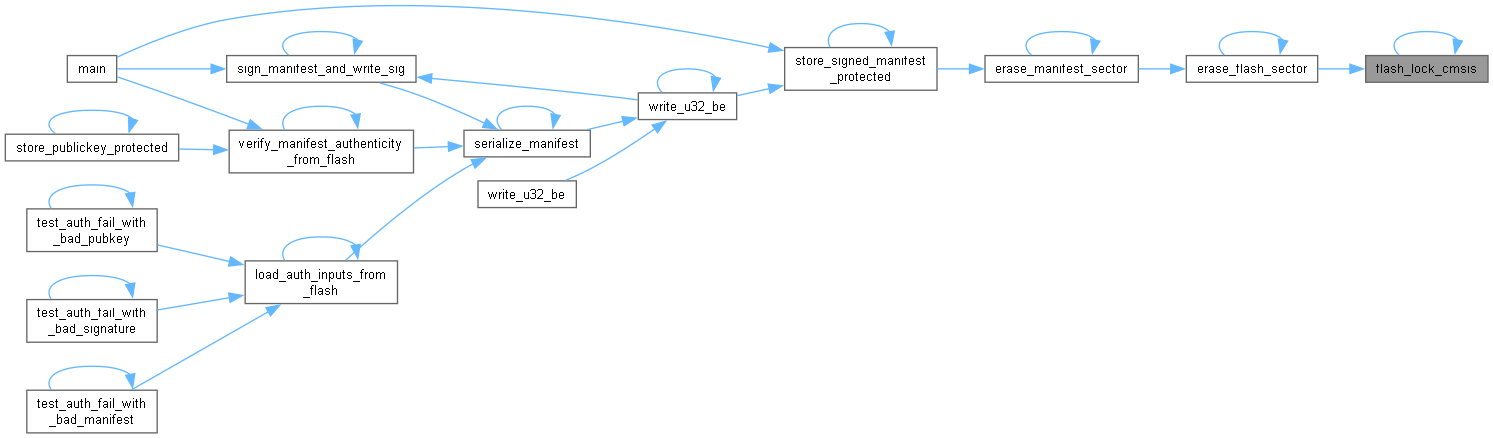 main
sign_manifest_and_write_sig
store_signed_manifest
_protected
erase_manifest_sector
erase_flash_sector
flash_lock_cmsis
write_u32_be
store_publickey_protected
verify_manifest_authenticity
_from_flash
serialize_manifest
write_u32_be
test_auth_fail_with
_bad_pubkey
load_auth_inputs_from
_flash
test_auth_fail_with
_bad_signature
test_auth_fail_with
_bad_manifest